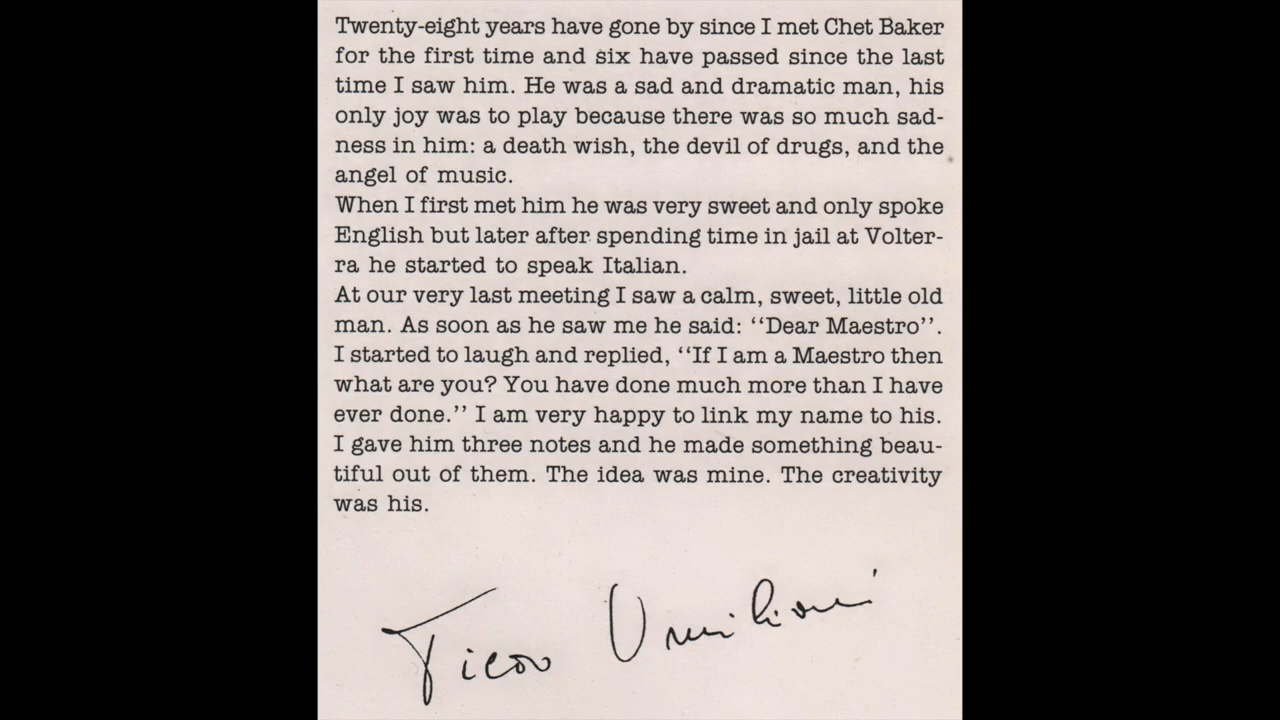 Twenty-eight years have gone by since I met Chet Baker
for the first time and six have passed since the last
time I saw him. He was a sad and dramatic man, his
only joy was to play because there was so much sad-
ness in him: a death wish, the devil of drugs, and the
angel of music.
When I first met him he was very sweet and only spoke
English but later after spending time in jail at Volter-
ra he started to speak Italian.
At our very last meeting I saw a calm, sweet, little old
man. As soon as he saw me he said: ‘‘Dear Maestro’’.
I started to laugh and replied, ‘‘If I am a Maestro then
what are you? You have done much more than I have
ever done.’’ I am very happy to link my name to his.
I gave him three notes and he made something beau-
tiful out of them. The idea was mine. The creativity
was his.
Umiliani